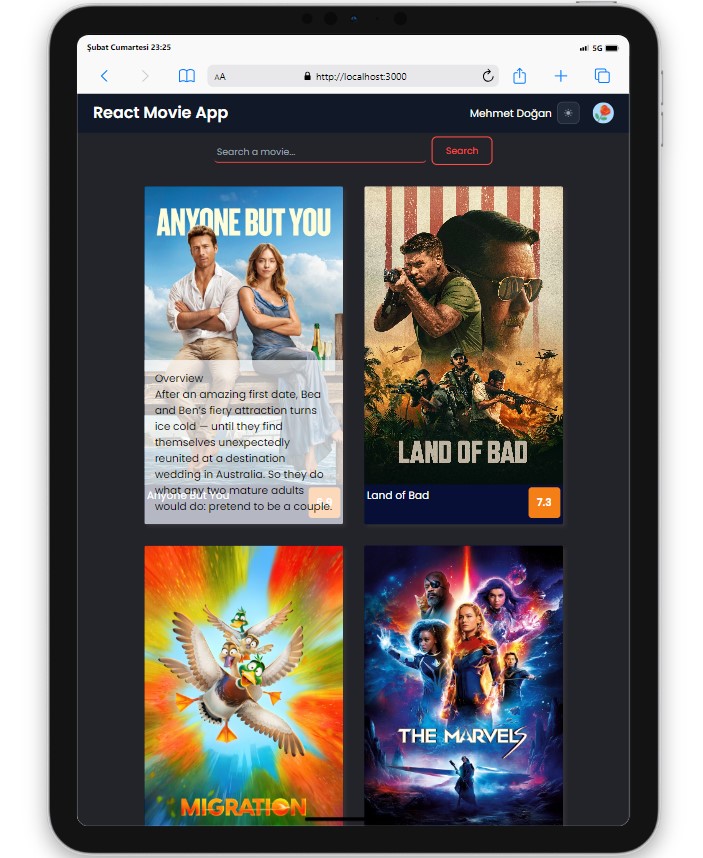 Şubat Cumartesi 23:25
5G
AA
http://localhost:3000
React Movie App
Mehmet Doğan
Search a movie...
Search
ANYONE BUT YOU
Overview
After an amazing first date, Bea
and Ben's fiery attraction turns
ice cold — until they find
themselves unexpectedly
reunited at a destination
wedding in Australia. So they do
what any two mature adults
would do: pretend to be a couple.
Anyone But You
LAND OF BAD
Land of Bad
7.3
MIGRATION
THE MARVELS